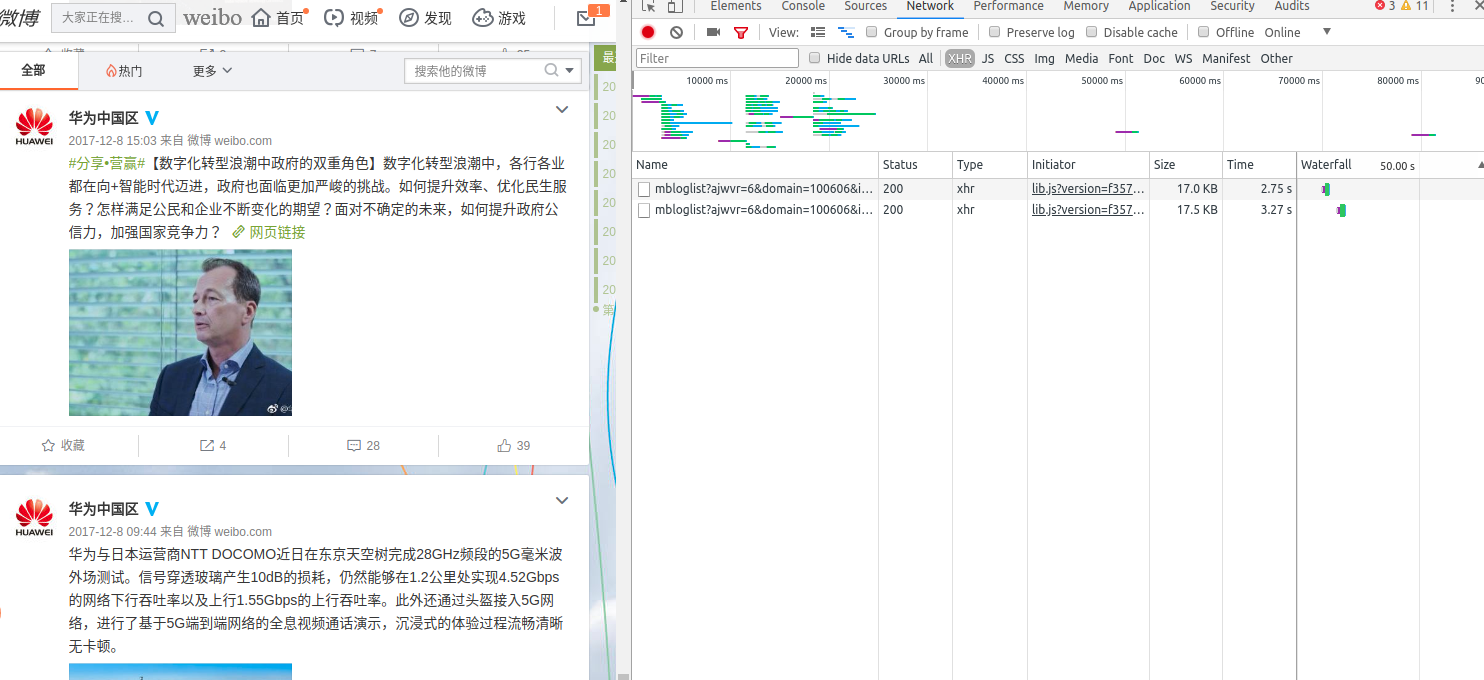 微博
大家正在搜...
weibo
首页
视频
发现
游戏
1
全部
热门
更多
搜索他的微博
HUAWEI
华为中国区 V
2017-12-8 15:03 来自 微博 weibo.com
#分享•营赢#【数字化转型浪潮中政府的双重角色】数字化转型浪潮中，各行各业
都在向+智能时代迈进，政府也面临更加严峻的挑战。如何提升效率、优化民生服
务？怎样满足公民和企业不断变化的期望？面对不确定的未来，如何提升政府公
信力，加强国家竞争力？ 网页链接
收藏
4
28
39
HUAWEI
华为中国区 V
2017-12-8 09:44 来自 微博 weibo.com
华为与日本运营商NTT DOCOMO近日在东京天空树完成28GHz频段的5G毫米波
外场测试。信号穿透玻璃产生10dB的损耗，仍然能够在1.2公里处实现4.52Gbps
的网络下行吞吐率以及上行1.55Gbps的上行吞吐率。此外还通过头盔接入5G网
络，进行了基于5G端到端网络的全息视频通话演示，沉浸式的体验过程流畅清晰
无卡顿。
最
20
20
20
20
20
20
20
20
第
Elements Console Sources Network Performance Memory Application Security Audits 3 11
View: Group by frame Preserve log Disable cache Offline Online
Filter Hide data URLs All XHR JS CSS Img Media Font Doc WS Manifest Other
10000 ms 20000 ms 30000 ms 40000 ms 50000 ms 60000 ms 70000 ms 80000 ms 90
Name Status Type Initiator Size Time Waterfall 50.00 s
mbloglist?ajwvr=6&domain=100606&i... 200 xhr lib.js?version=f357... 17.0 KB 2.75 s
mbloglist?ajwvr=6&domain=100606&i... 200 xhr lib.js?version=f357... 17.5 KB 3.27 s